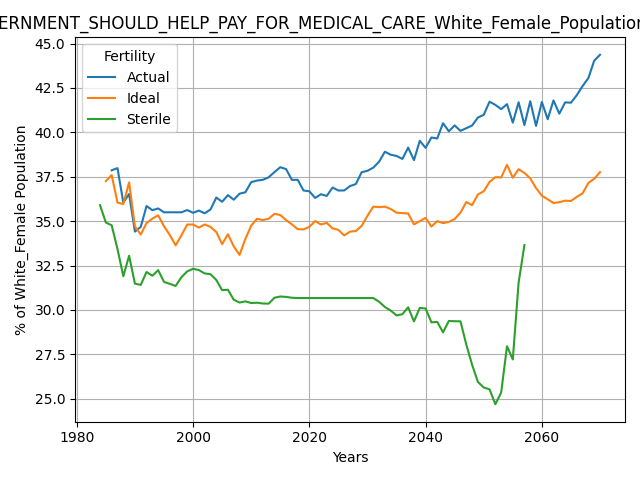 ERNMENT_SHOULD_HELP_PAY_FOR_MEDICAL_CARE_White_Female_Population
Fertility
Actual
Ideal
Sterile
45.0
42.5
40.0
37.5
35.0
32.5
30.0
27.5
25.0
% of White_Female Population
1980 2000 2020 2040 2060
Years